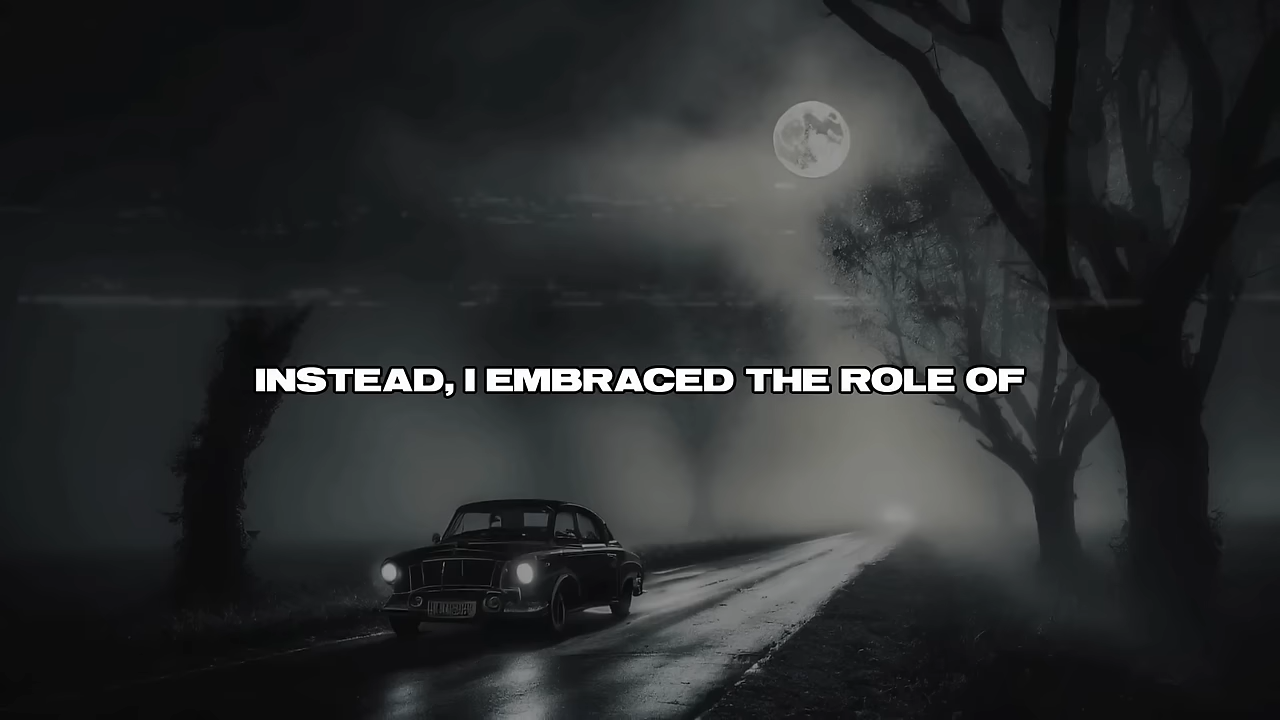 INSTEAD, I EMBRACED THE ROLE OF